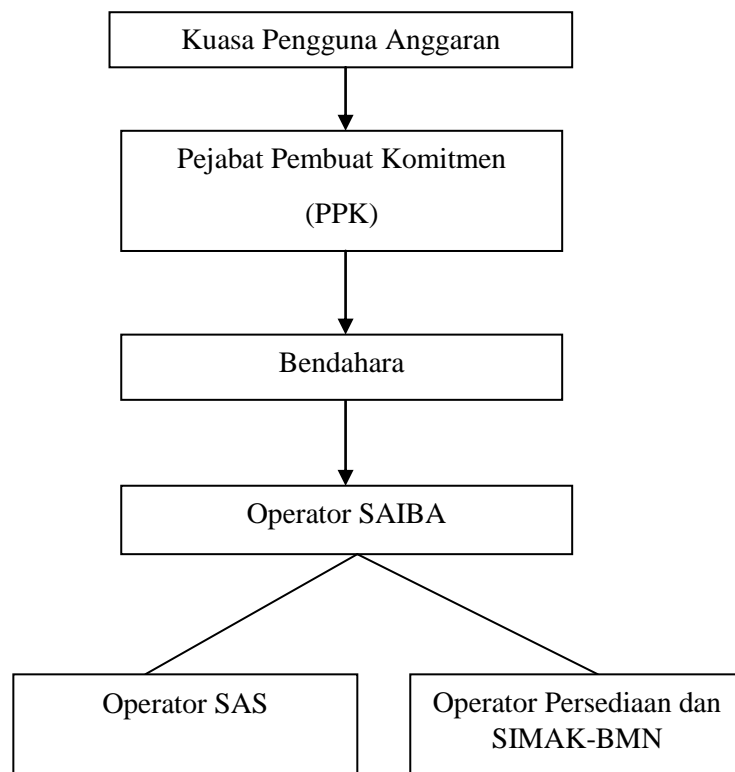 Kuasa Pengguna Anggaran
Pejabat Pembuat Komitmen
(PPK)
Bendahara
Operator SAIBA
Operator SAS
Operator Persediaan dan
SIMAK-BMN